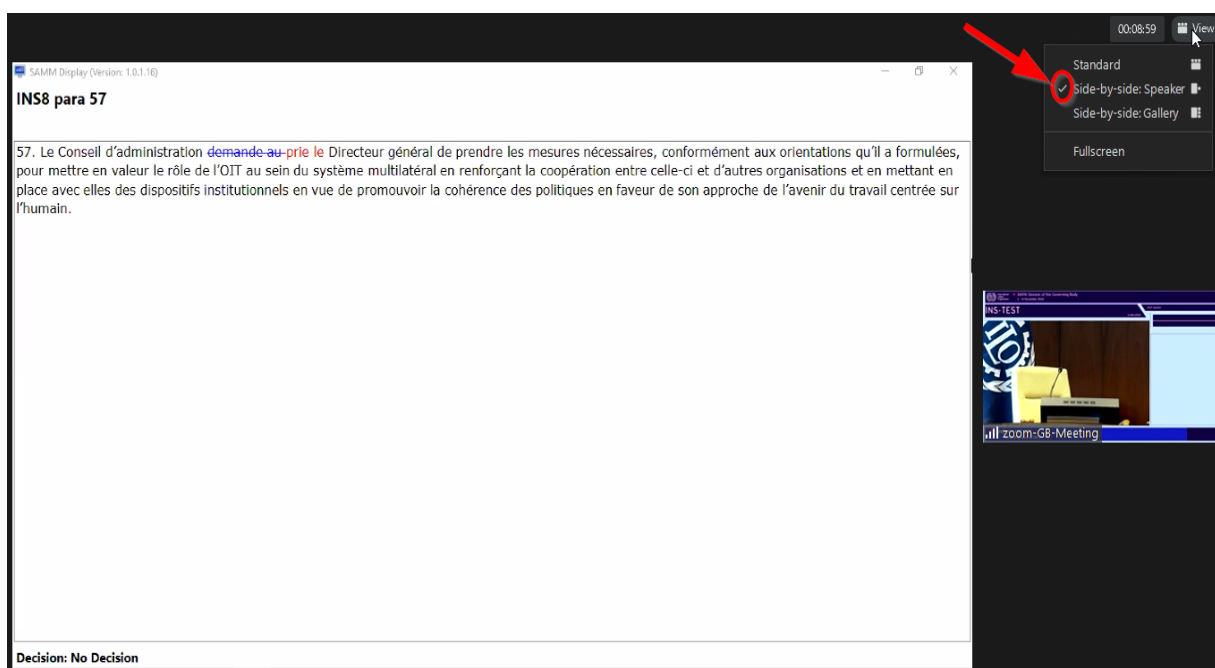 00:08:59 View
Standard
Side-by-side: Speaker
Side-by-side: Gallery
Fullscreen
SAMM Display (Version: 1.0.1.16)
INS8 para 57
57. Le Conseil d'administration demande au prie le Directeur général de prendre les mesures nécessaires, conformément aux orientations qu'il a formulées,
pour mettre en valeur le rôle de l'OIT au sein du système multilatéral en renforçant la coopération entre celle-ci et d'autres organisations et en mettant en
place avec elles des dispositifs institutionnels en vue de promouvoir la cohérence des politiques en faveur de son approche de l'avenir du travail centrée sur
l'humain.
INS-TEST
zoom-GB-Meeting
Decision: No Decision